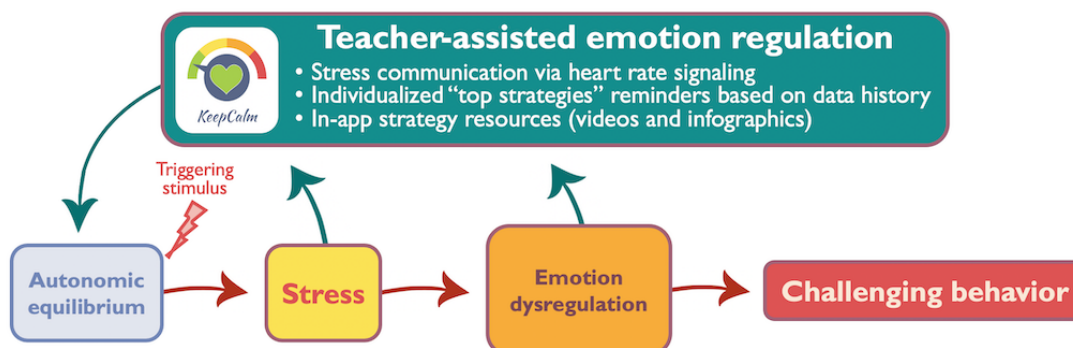 Teacher-assisted emotion regulation
• Stress communication via heart rate signaling
• Individualized “top strategies” reminders based on data history
• In-app strategy resources (videos and infographics)
KeepCalm
Triggering
stimulus
Autonomic
equilibrium
Stress
Emotion
dysregulation
Challenging behavior